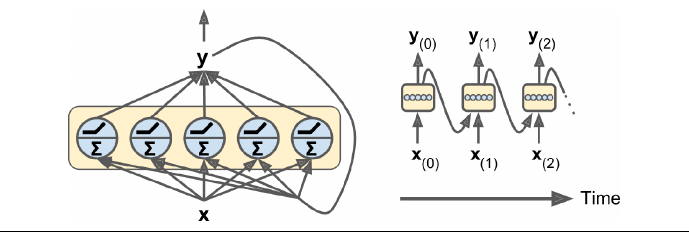 y
Σ Σ Σ Σ Σ
x
y(0) y(1) y(2)
x(0) x(1) x(2)
Time